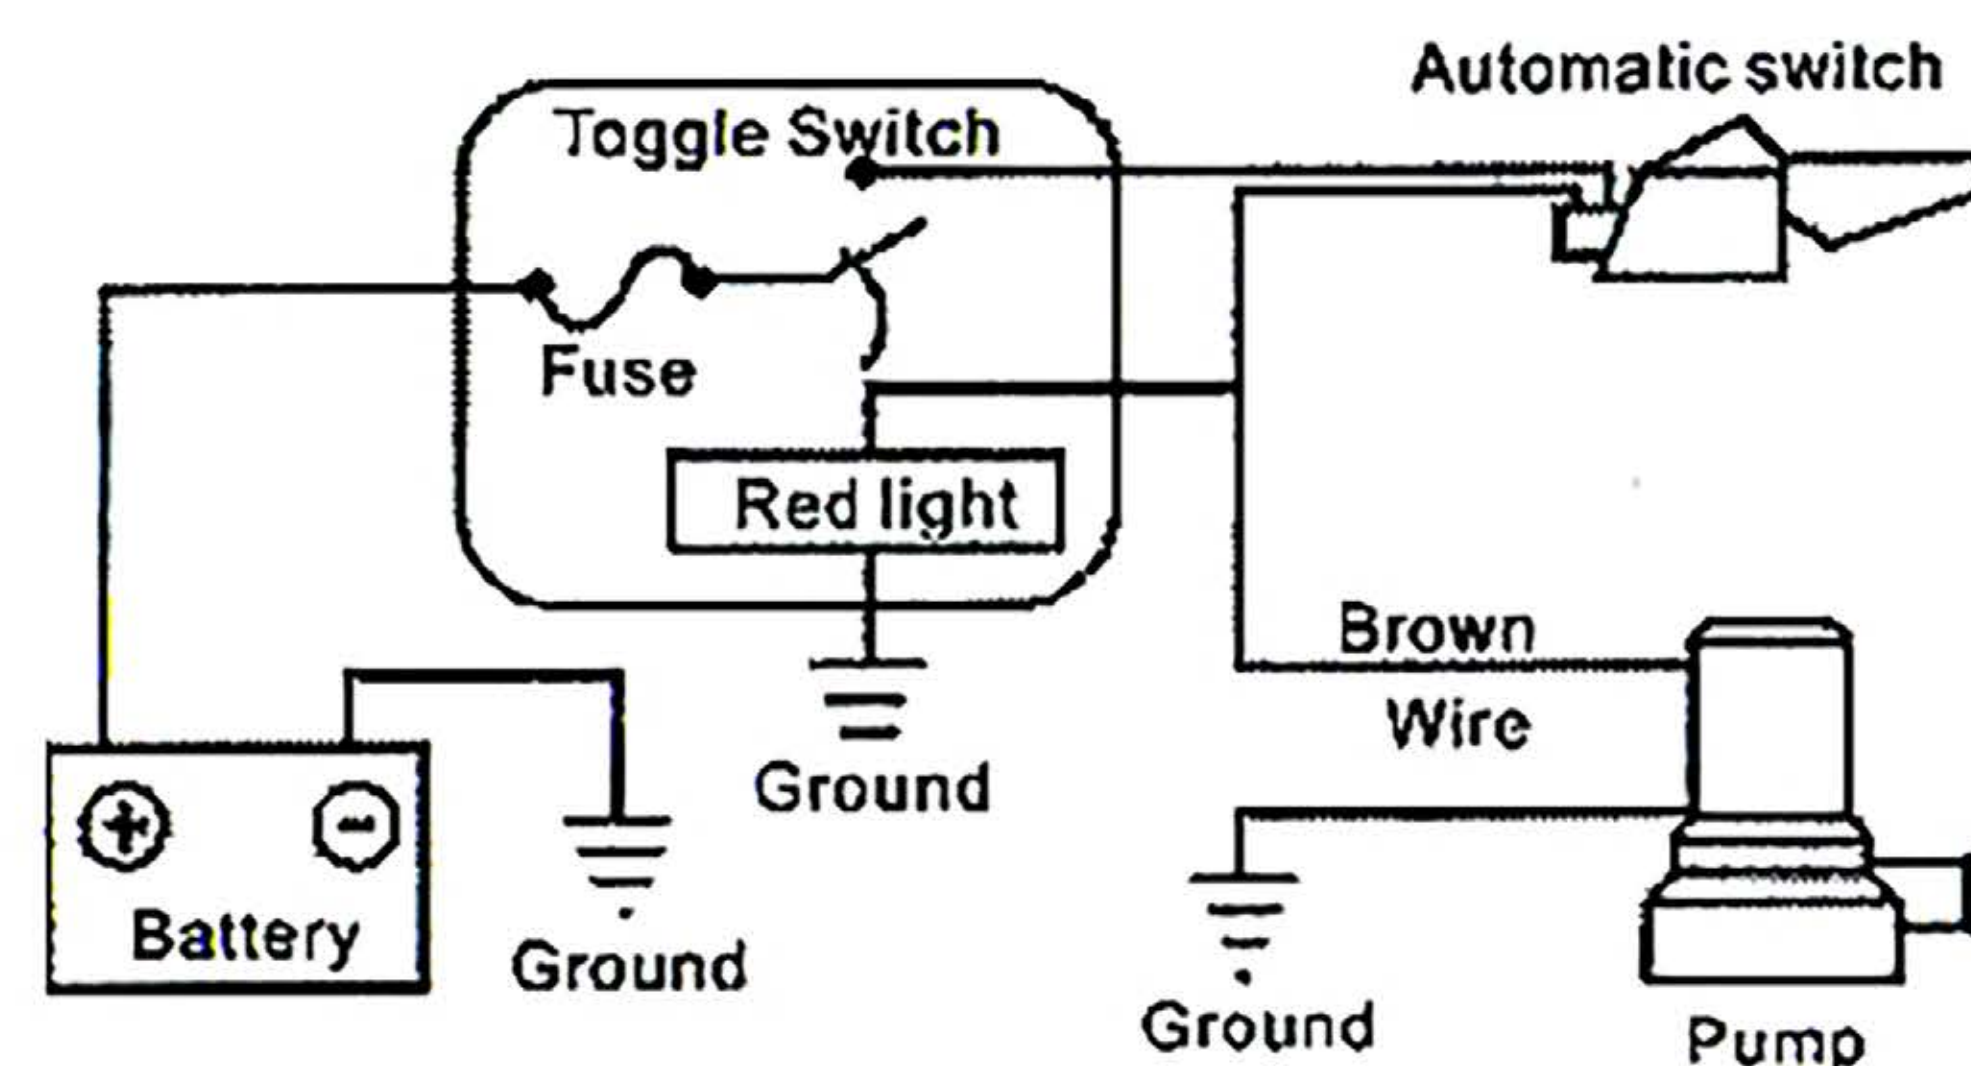 Automatic switch
Toggle Switch
Fuse
Red light
Brown
Wire
Ground
+
-
Battery
Ground
Ground
Pump